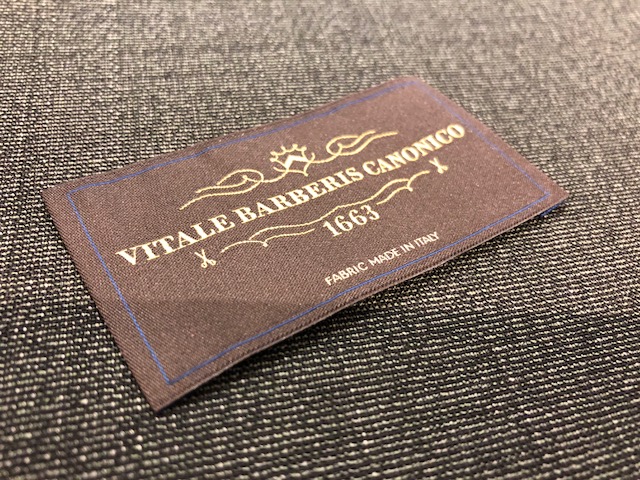 VITALE BARBERIS CANONICO
1663
FABRIC MADE IN ITALY